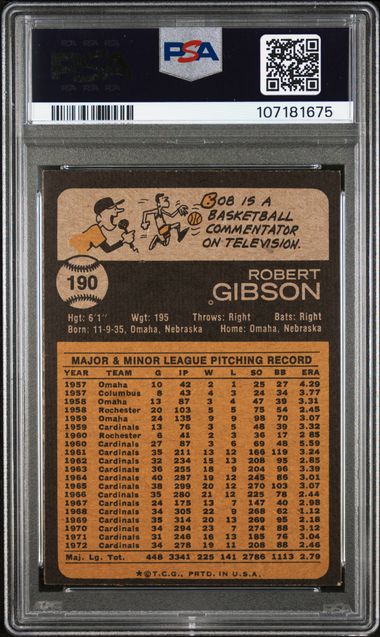 PSA
PSA
107181675
BOB IS A
BASKETBALL
COMMENTATOR
ON TELEVISION.
190
ROBERT
GIBSON
Hgt: 6'1" Wgt: 195 Throws: Right Bats: Right
Born: 11-9-35, Omaha, Nebraska Home: Omaha, Nebraska
MAJOR & MINOR LEAGUE PITCHING RECORD
YEAR TEAM G IP W L SO BB ERA
1957 Omaha 10 42 2 1 25 27 4.29
1957 Columbus 8 43 4 3 24 34 3.77
1958 Omaha 13 87 3 4 47 39 3.31
1958 Rochester 20 103 5 5 75 54 2.45
1959 Omaha 24 135 9 9 98 70 3.07
1959 Cardinals 13 76 3 5 48 39 3.32
1960 Rochester 6 41 2 3 36 17 2.85
1960 Cardinals 27 87 3 6 69 48 5.59
1961 Cardinals 35 211 13 12 166 119 3.24
1962 Cardinals 32 234 15 13 208 95 2.85
1963 Cardinals 36 255 18 9 204 96 3.39
1964 Cardinals 40 287 19 12 245 86 3.01
1965 Cardinals 38 299 20 12 270 103 3.07
1966 Cardinals 35 280 21 12 225 78 2.44
1967 Cardinals 24 175 13 7 147 40 2.98
1968 Cardinals 34 305 22 9 268 62 1.12
1969 Cardinals 35 314 20 13 269 95 2.18
1970 Cardinals 34 294 23 7 274 88 3.12
1971 Cardinals 31 246 16 13 185 76 3.04
1972 Cardinals 34 278 19 11 208 88 2.46
Maj. Lg. Tot. 448 3341 225 141 2786 1113 2.79
*©T.C.G., PRTD. IN U.S.A.